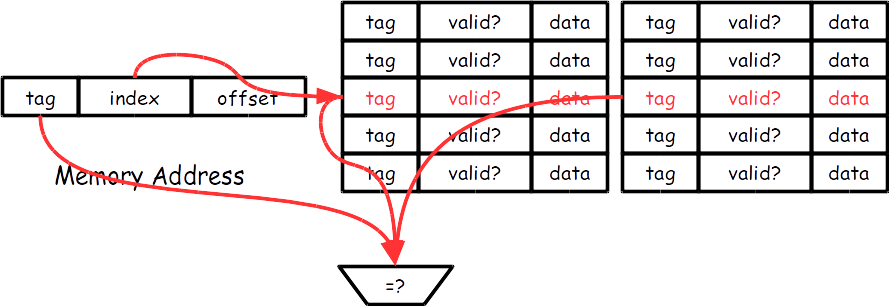 tag valid? data tag valid? data
tag valid? data tag valid? data
tag index offset tag valid? data tag valid? data
tag valid? data tag valid? data
Memory Address tag valid? data tag valid? data
=?